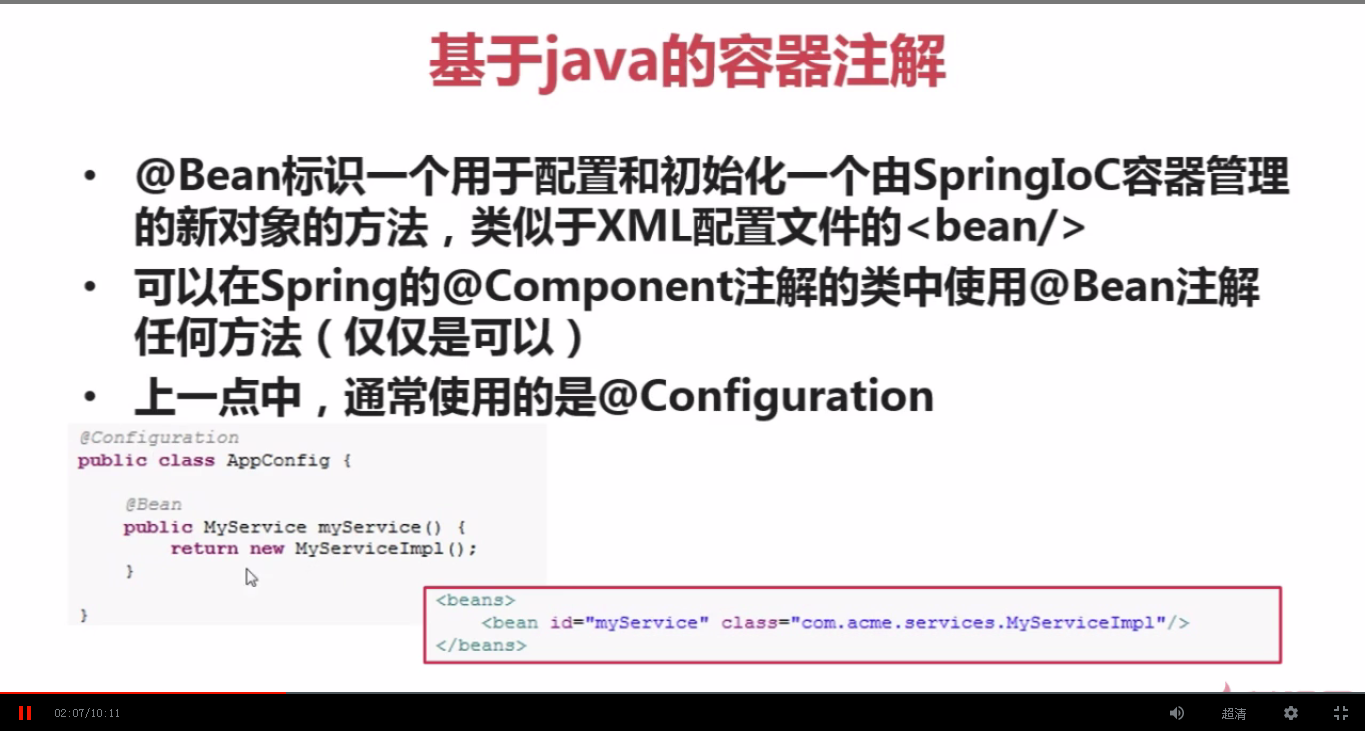 基于java的容器注解
• @Bean标识一个用于配置和初始化一个由SpringIoC容器管理
的新对象的方法，类似于XML配置文件的<bean/>
• 可以在Spring的@Component注解的类中使用@Bean注解
任何方法（仅仅是可以）
• 上一点中，通常使用的是@Configuration
@Configuration
public class AppConfig {
@Bean
public MyService myService() {
return new MyServiceImpl();
}
}
<beans>
<bean id="myService" class="com.acme.services.MyServiceImpl"/>
</beans>
02:07/10:11
超清